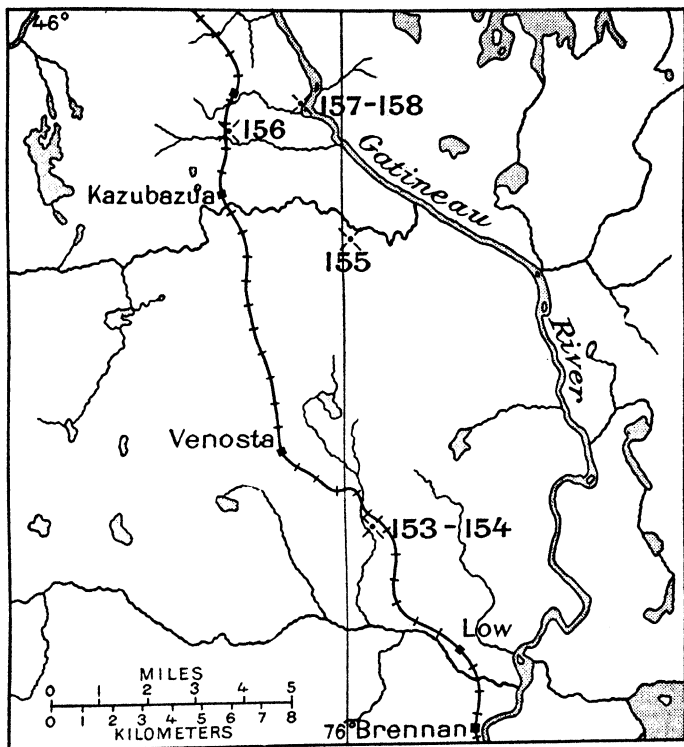 46°
157-158
156
Gatineau
Kazubazua
155
River
Venosta
153-154
Low
MILES
0 1 2 3 4 5
0 1 2 3 4 5 6 7 8
KILOMETERS
76° Brennan